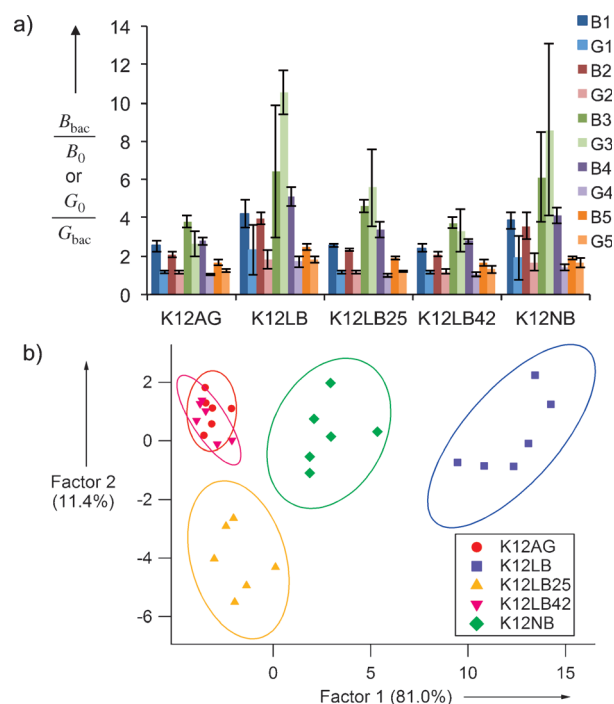 a)
B_bac
B_0
or
G_0
G_bac
14
12
10
8
6
4
2
0
K12AG K12LB K12LB25 K12LB42 K12NB
B1
G1
B2
G2
B3
G3
B4
G4
B5
G5
b)
Factor 2
(11.4%)
2
0
-2
-4
-6
K12AG
K12LB
K12LB25
K12LB42
K12NB
0 5 10 15
Factor 1 (81.0%)